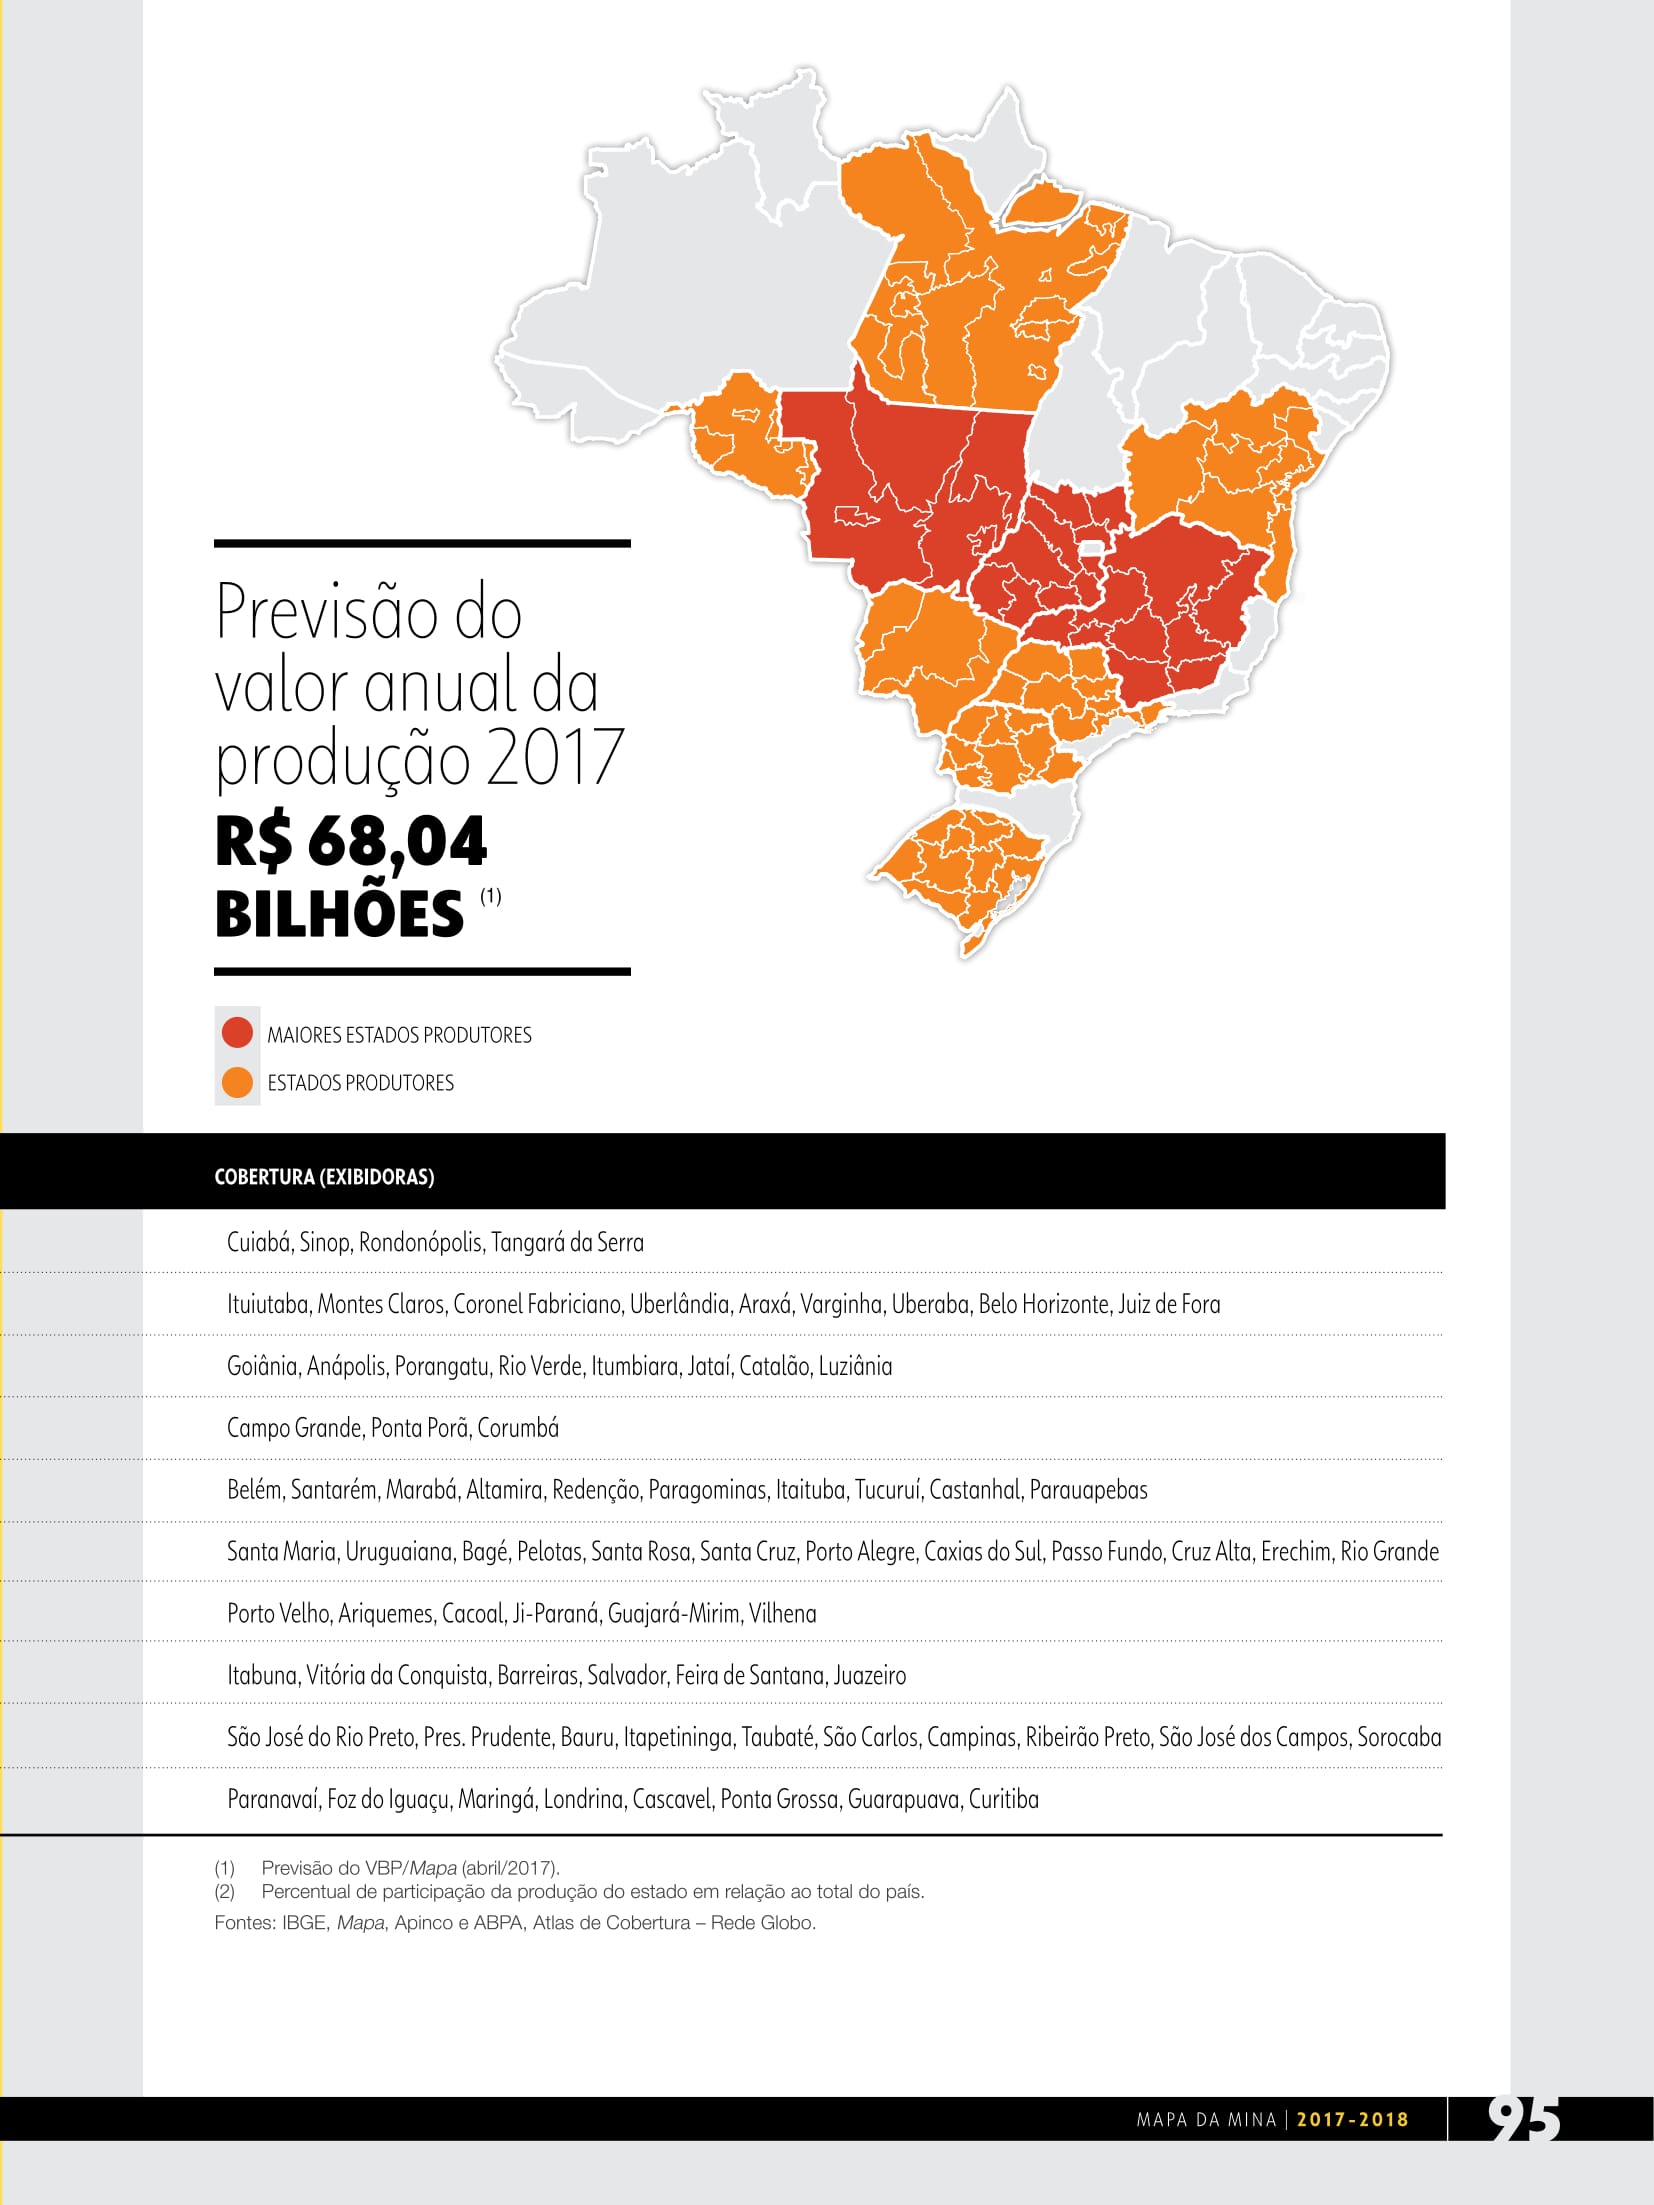 Previsão do
valor anual da
produção 2017
R$ 68,04
BILHÕES (1)
MAIORES ESTADOS PRODUTORES
ESTADOS PRODUTORES
COBERTURA (EXIBIDORAS)
Cuiabá, Sinop, Rondonópolis, Tangará da Serra
Ituiutaba, Montes Claros, Coronel Fabriciano, Uberlândia, Araxá, Varginha, Uberaba, Belo Horizonte, Juiz de Fora
Goiânia, Anápolis, Porangatu, Rio Verde, Itumbiara, Jataí, Catalão, Luziânia
Campo Grande, Ponta Porã, Corumbá
Belém, Santarém, Marabá, Altamira, Redenção, Paragominas, Itaituba, Tucuruí, Castanhal, Parauapebas
Santa Maria, Uruguaiana, Bagé, Pelotas, Santa Rosa, Santa Cruz, Porto Alegre, Caxias do Sul, Passo Fundo, Cruz Alta, Erechim, Rio Grande
Porto Velho, Ariquemes, Cacoal, Ji-Paraná, Guajará-Mirim, Vilhena
Itabuna, Vitória da Conquista, Barreiras, Salvador, Feira de Santana, Juazeiro
São José do Rio Preto, Pres. Prudente, Bauru, Itapetininga, Taubaté, São Carlos, Campinas, Ribeirão Preto, São José dos Campos, Sorocaba
Paranavaí, Foz do Iguaçu, Maringá, Londrina, Cascavel, Ponta Grossa, Guarapuava, Curitiba
(1) Previsão do VBP/Mapa (abril/2017).
(2) Percentual de participação da produção do estado em relação ao total do país.
Fontes: IBGE, Mapa, Apinco e ABPA, Atlas de Cobertura – Rede Globo.
MAPA DA MINA | 2017-2018
95